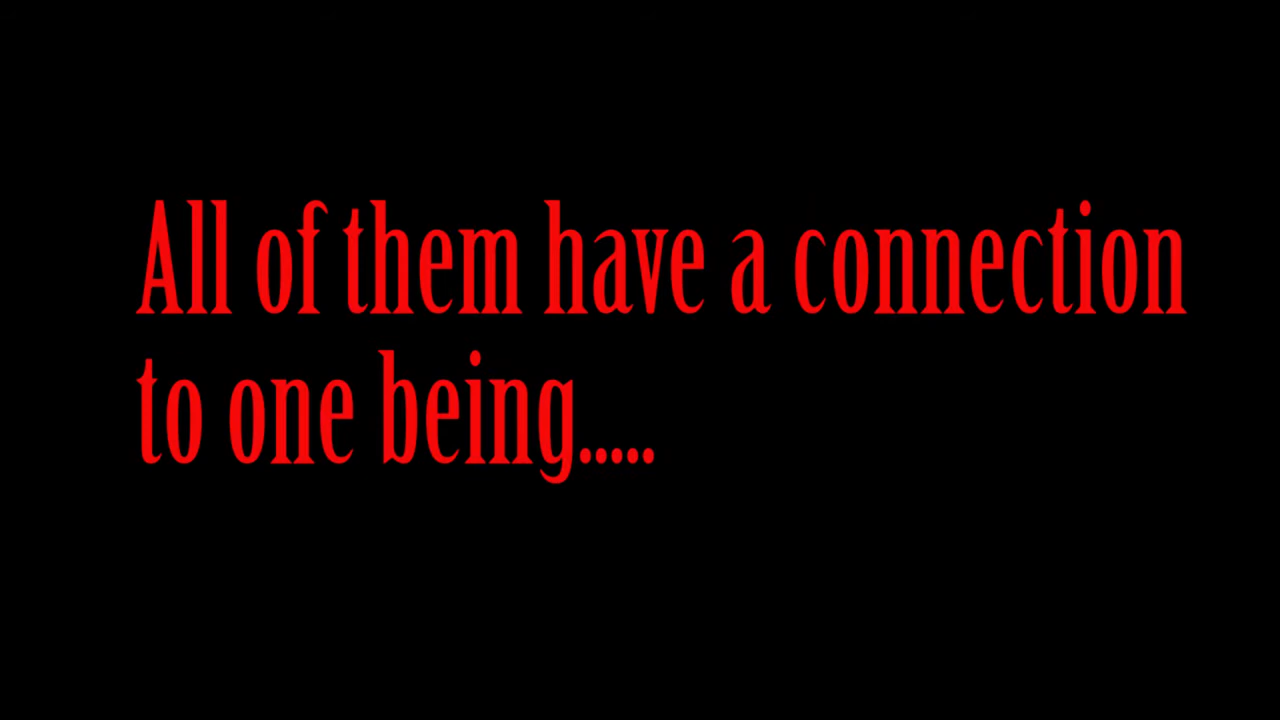 All of them have a connection
to one being.....